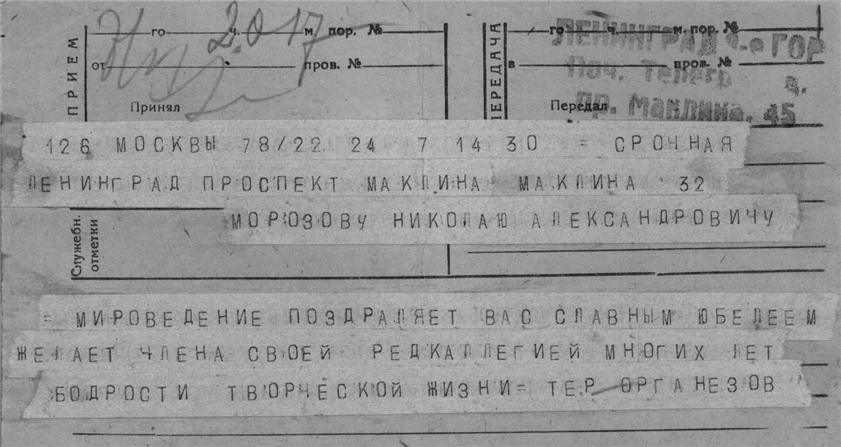 ПРИЕМ
го ч. м. пор. №
от пров. №
Принял
ПЕРЕДАЧА
го ч. м. пор. №
в пров. №
Передал
ЛЕНИНГРАД ГОР
Поч. Телегр
пр. Маклина. 45
126 МОСКВЫ 78/22 24 7 14 30 = СРОЧНАЯ
ЛЕНИНГРАД ПРОСПЕКТ МАКЛИНА МАКЛИНА 32
МОРОЗОВУ НИКОЛАЮ АЛЕКСАНДРОВИЧУ
Служебн.
отметки
= МИРОВЕДЕНИЕ ПОЗДРАЛЯЕТ ВАС СЛАВНЫМ ЮБЕЛЕЕМ
ЖЕЛАЕТ ЧЛЕНА СВОЕЙ РЕДКАЛЛЕГИЕЙ МНОГИХ ЛЕТ
БОДРОСТИ ТВОРЧЕСКОЙ ЖИЗНИ= ТЕР ОРГАНЕЗОВ